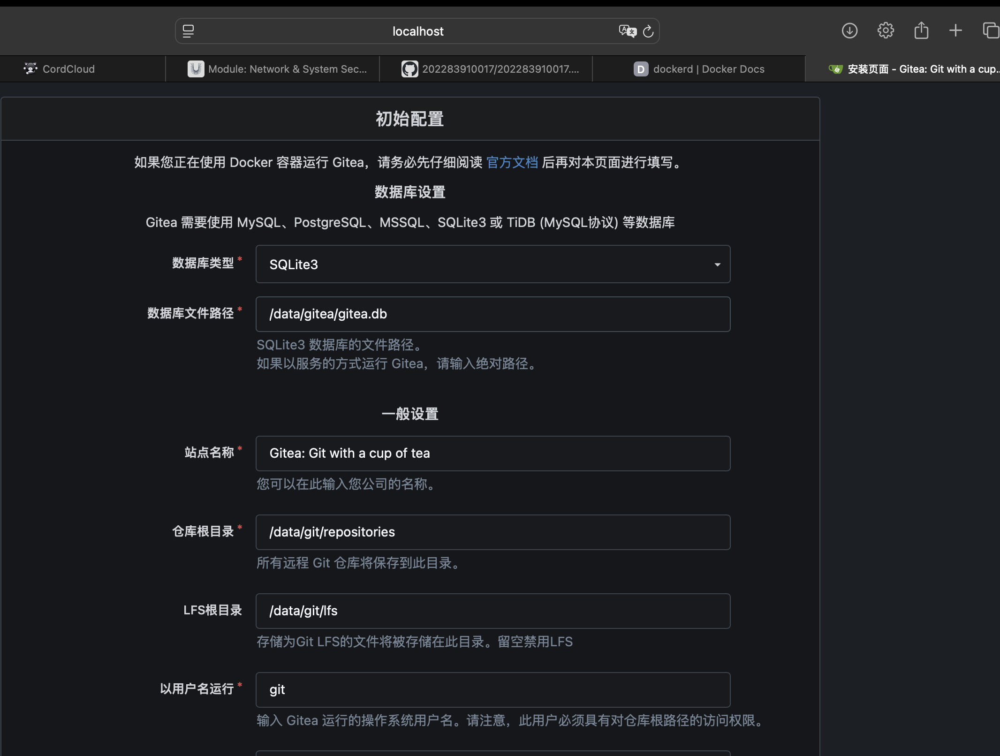 localhost
CordCloud
Module: Network & System Sec...
202283910017/202283910017....
dockerd | Docker Docs
安装页面 - Gitea: Git with a cup...
初始配置
如果您正在使用 Docker 容器运行 Gitea，请务必先仔细阅读 官方文档 后再对本页面进行填写。
数据库设置
Gitea 需要使用 MySQL、PostgreSQL、MSSQL、SQLite3 或 TiDB (MySQL协议) 等数据库
数据库类型 *
SQLite3
数据库文件路径 *
/data/gitea/gitea.db
SQLite3 数据库的文件路径。
如果以服务的方式运行 Gitea，请输入绝对路径。
一般设置
站点名称 *
Gitea: Git with a cup of tea
您可以在此输入您公司的名称。
仓库根目录 *
/data/git/repositories
所有远程 Git 仓库将保存到此目录。
LFS根目录
/data/git/lfs
存储为Git LFS的文件将被存储在此目录。留空禁用LFS
以用户名运行 *
git
输入 Gitea 运行的操作系统用户名。请注意，此用户必须具有对仓库根路径的访问权限。